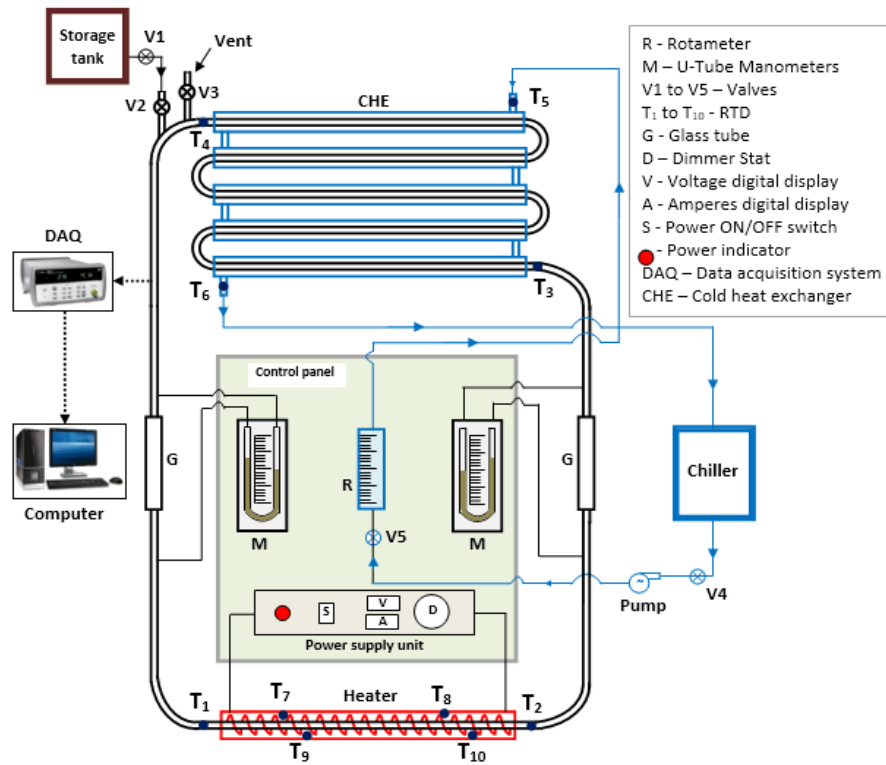 Storage
tank
V1
Vent
V2
V3
CHE
T5
T4
R - Rotameter
M – U-Tube Manometers
V1 to V5 – Valves
T1 to T10 - RTD
G - Glass tube
D – Dimmer Stat
V - Voltage digital display
A - Amperes digital display
S - Power ON/OFF switch
- Power indicator
DAQ – Data acquisition system
CHE – Cold heat exchanger
DAQ
T6
T3
Control panel
G
R
G
Chiller
Computer
M
V5
M
Pump
V4
S
V
A
D
Power supply unit
T1
T7
Heater
T8
T2
T9
T10